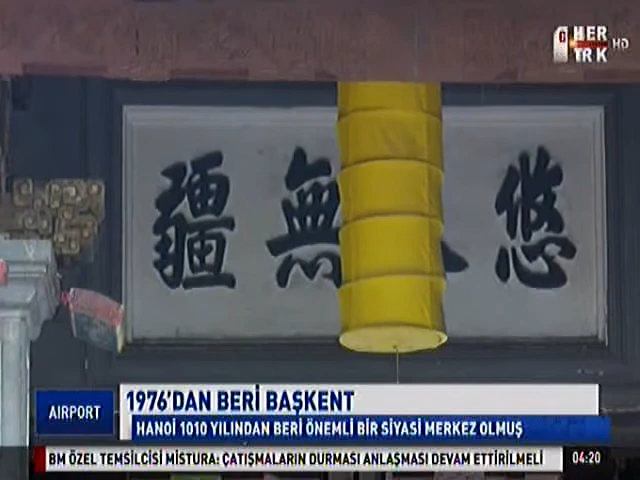 HD
悠無疆
AIRPORT
1976'DAN BERİ BAŞKENT
HANOİ 1010 YILINDAN BERİ ÖNEMLİ BİR SİYASİ MERKEZ OLMUŞ
BM ÖZEL TEMSİLCİSİ MİSTURA: ÇATIŞMALARIN DURMASI ANLAŞMASI DEVAM ETTİRİLMELİ
04:20